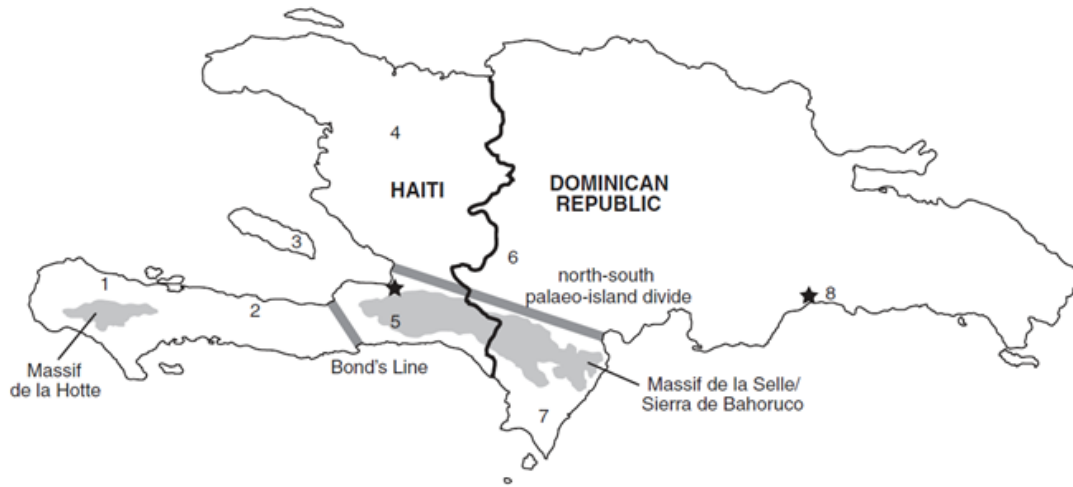 4
HAITI
DOMINICAN
REPUBLIC
3
6
north-south
palaeo-island divide
1
2
5
8
Massif
de la Hotte
Bond's Line
Massif de la Selle/
Sierra de Bahoruco
7